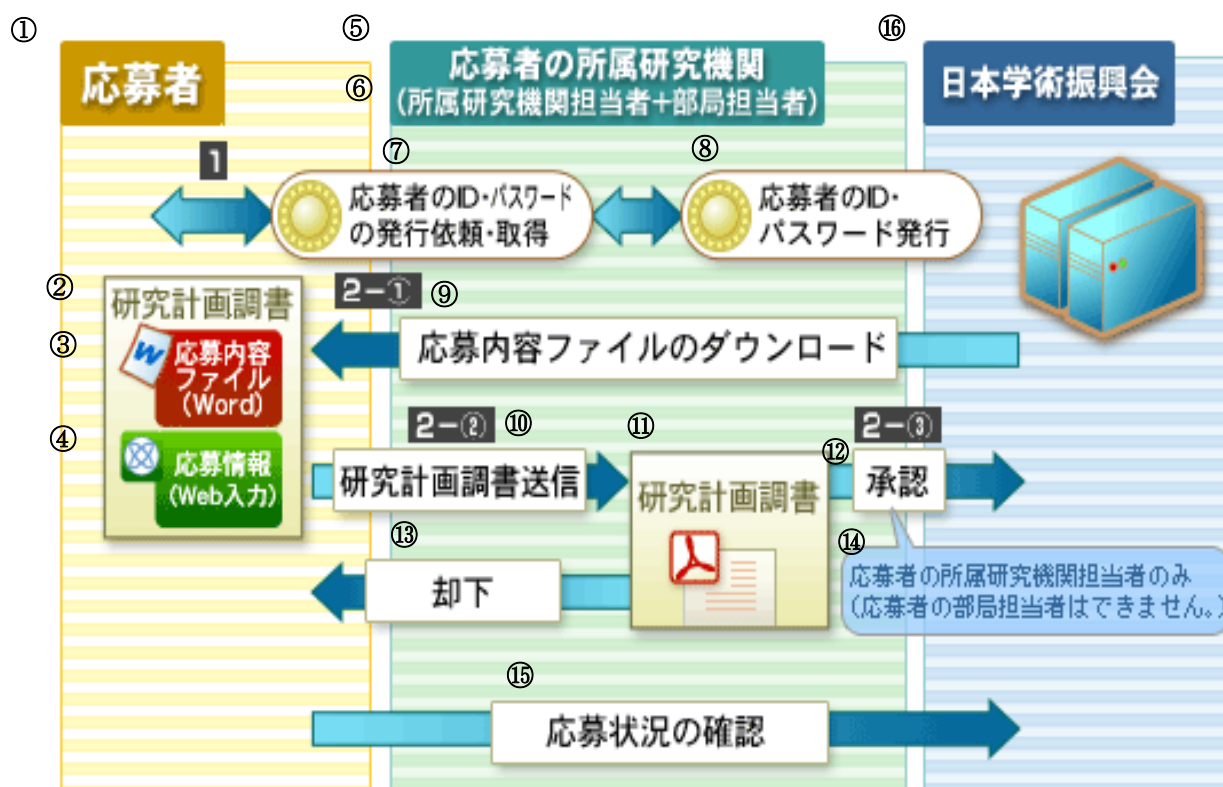 ①
⑤
⑯
応募者
応募者の所属研究機関
⑥
(所属研究機関担当者+部局担当者)
日本学術振興会
1
⑦
⑧
応募者のID・パスワード
の発行依頼・取得
応募者のID・
パスワード発行
②
研究計画調書
2-①
⑨
③
応募内容
ファイル
(Word)
W
応募内容ファイルのダウンロード
④
応募情報
(Web入力)
2-②
⑩
研究計画調書送信
⑪
研究計画調書
2-③
⑫
承認
⑬
却下
⑭
応募者の所属研究機関担当者のみ
(応募者の部局担当者はできません。)
⑮
応募状況の確認